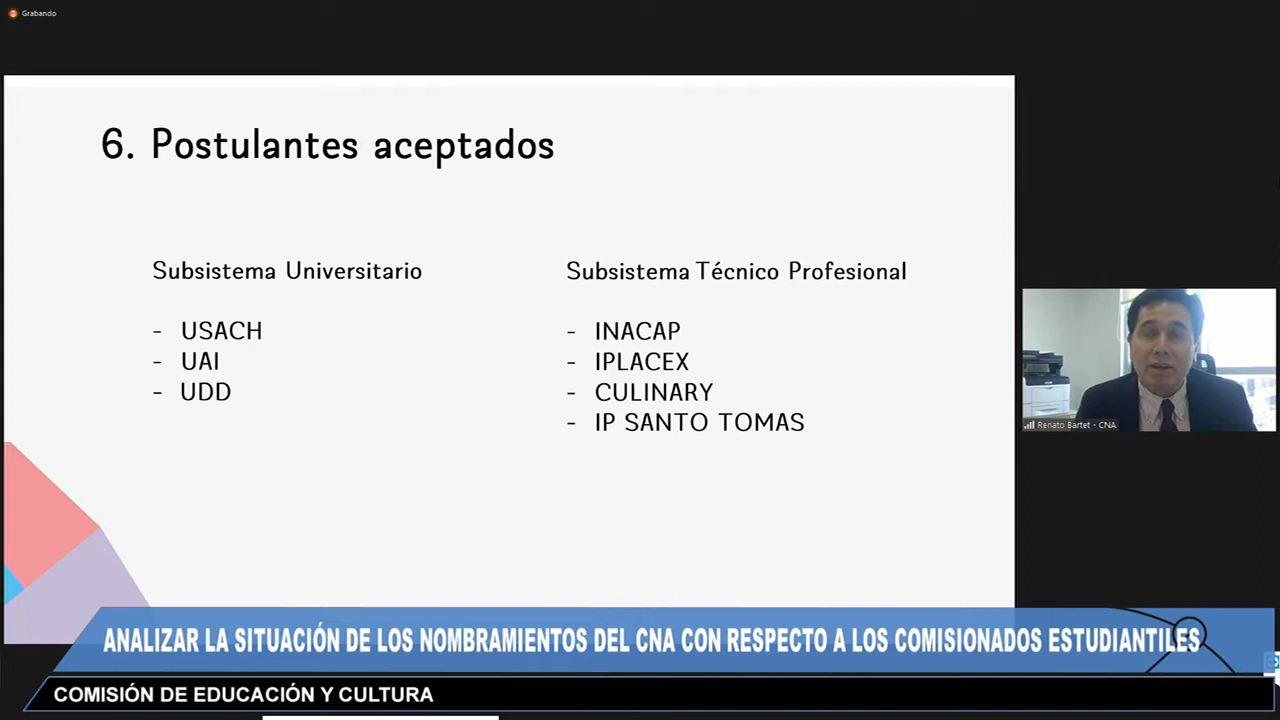 Grabando
6. Postulantes aceptados
Subsistema Universitario
- USACH
- UAI
- UDD
Subsistema Técnico Profesional
- INACAP
- IPLACEX
- CULINARY
- IP SANTO TOMAS
Renato Bartet - CNA
ANALIZAR LA SITUACIÓN DE LOS NOMBRAMIENTOS DEL CNA CON RESPECTO A LOS COMISIONADOS ESTUDIANTILES
COMISIÓN DE EDUCACIÓN Y CULTURA